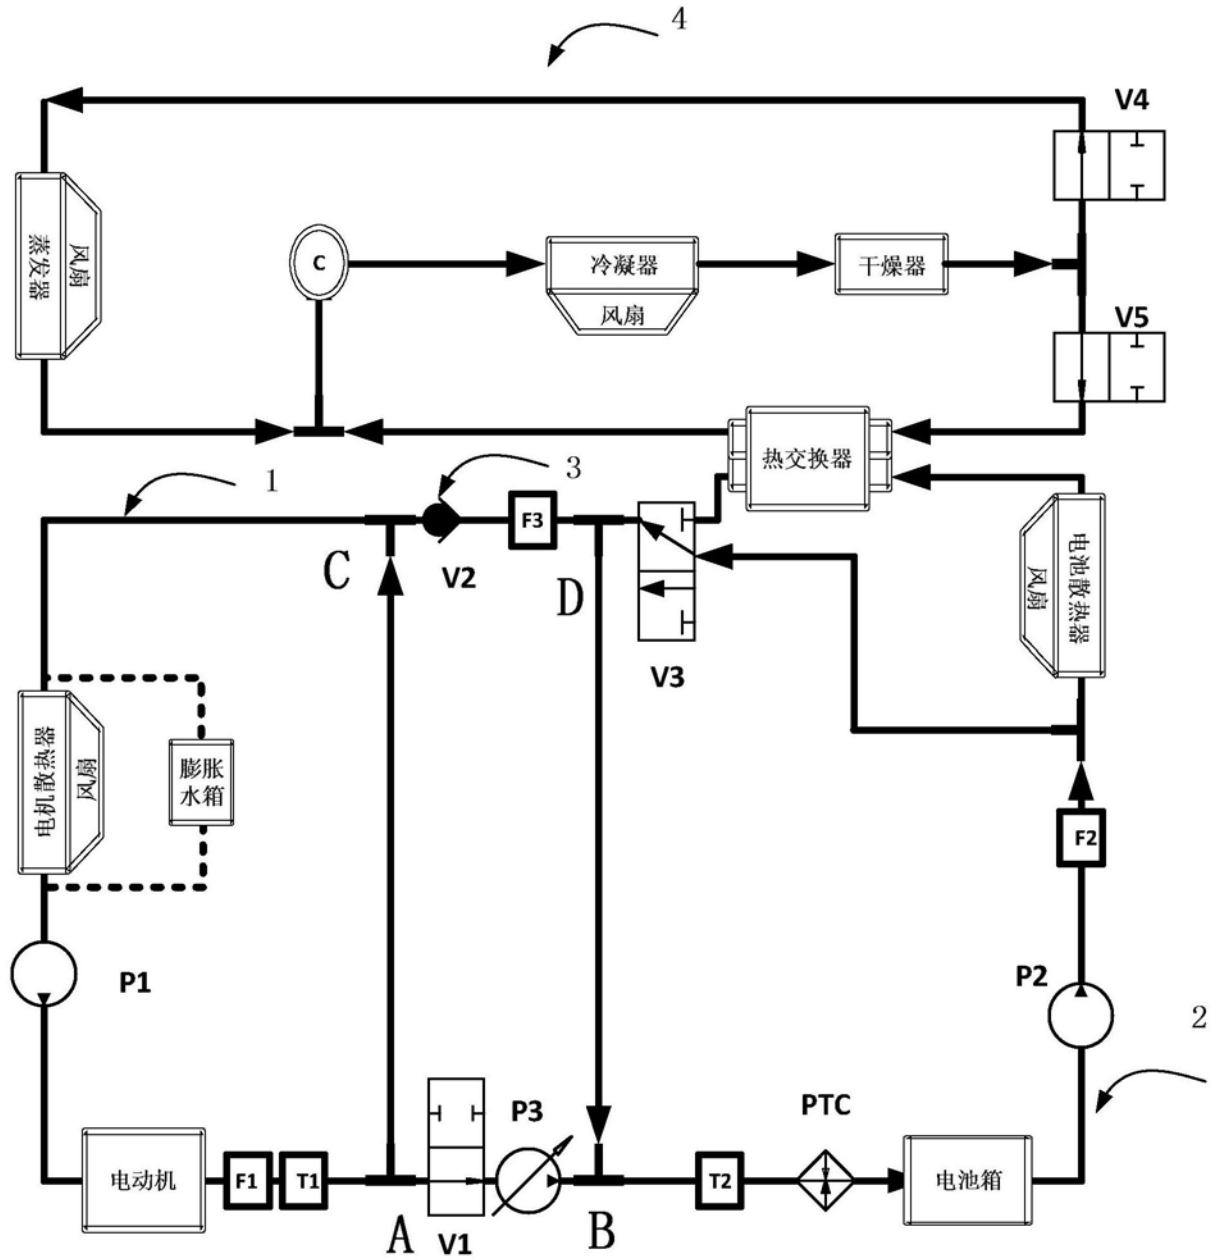 4
V4
风扇
蒸发器
C
冷凝器
风扇
干燥器
V5
热交换器
1
3
F3
C
V2
D
V3
电池散热器
风扇
电机散热器
风扇
膨胀
水箱
F2
P1
P2
2
电动机
F1
T1
A
V1
P3
B
T2
PTC
电池箱